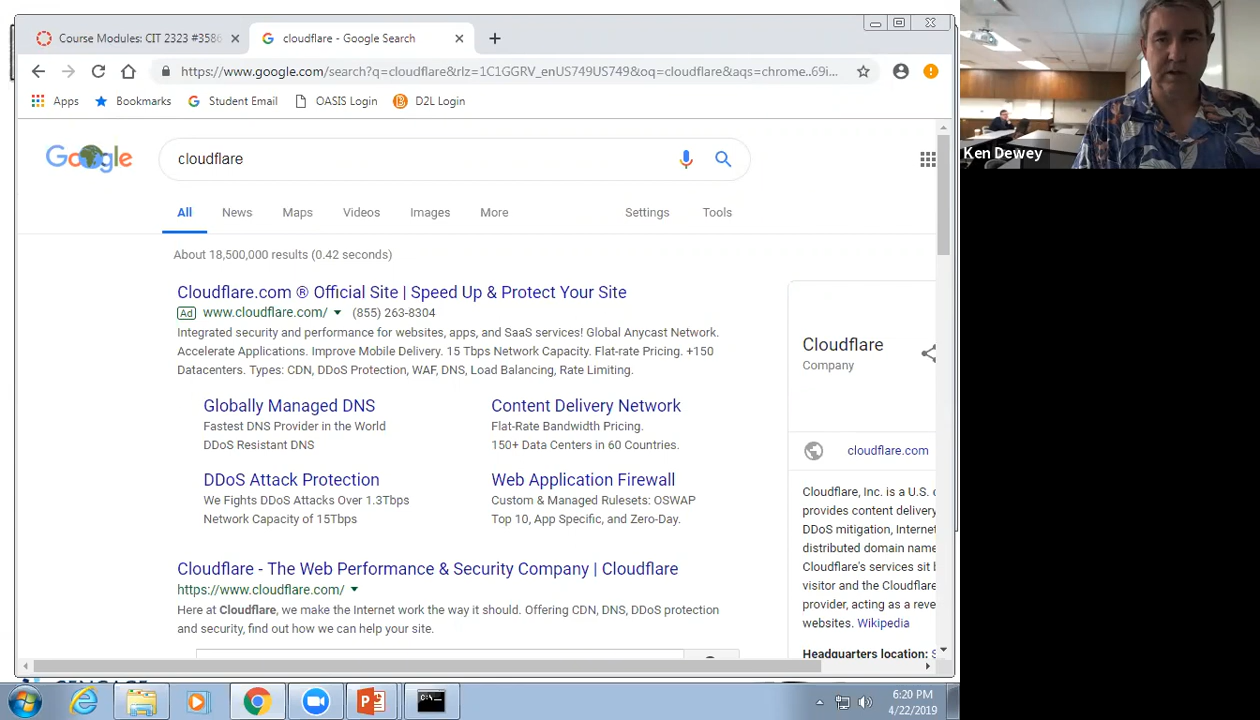 Course Modules: CIT 2323 #3586
cloudflare - Google Search
https://www.google.com/search?q=cloudflare&rlz=1C1GGRV_enUS749US749&oq=cloudflare&aqs=chrome..69i...
Apps
Bookmarks
Student Email
OASIS Login
D2L Login
Google
cloudflare
All
News
Maps
Videos
Images
More
Settings
Tools
About 18,500,000 results (0.42 seconds)
Cloudflare.com ® Official Site | Speed Up & Protect Your Site
Ad www.cloudflare.com/ (855) 263-8304
Integrated security and performance for websites, apps, and SaaS services! Global Anycast Network.
Accelerate Applications. Improve Mobile Delivery. 15 Tbps Network Capacity. Flat-rate Pricing. +150
Datacenters. Types: CDN, DDoS Protection, WAF, DNS, Load Balancing, Rate Limiting.
Globally Managed DNS
Fastest DNS Provider in the World
DDoS Resistant DNS
Content Delivery Network
Flat-Rate Bandwidth Pricing.
150+ Data Centers in 60 Countries.
DDoS Attack Protection
We Fights DDoS Attacks Over 1.3Tbps
Network Capacity of 15Tbps
Web Application Firewall
Custom & Managed Rulesets: OSWAP
Top 10, App Specific, and Zero-Day.
Cloudflare - The Web Performance & Security Company | Cloudflare
https://www.cloudflare.com/
Here at Cloudflare, we make the Internet work the way it should. Offering CDN, DNS, DDoS protection
and security, find out how we can help your site.
Cloudflare
Company
cloudflare.com
Cloudflare, Inc. is a U.S.
provides content delivery
DDoS mitigation, Internet
distributed domain name
Cloudflare's services sit
visitor and the Cloudflare
provider, acting as a reve
websites. Wikipedia
Headquarters location: S
Ken Dewey
6:20 PM
4/22/2019